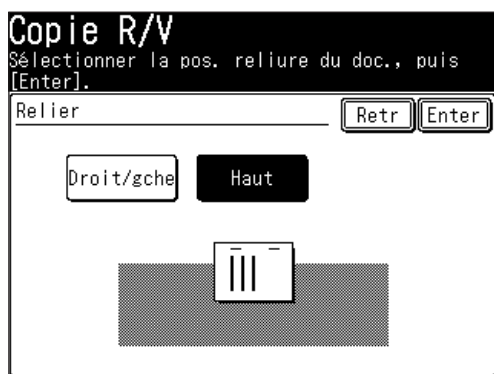 Copie R/V
Sélectionner la pos. reliure du doc., puis
[Enter].
Relier
Retr
Enter
Droit/gche
Haut